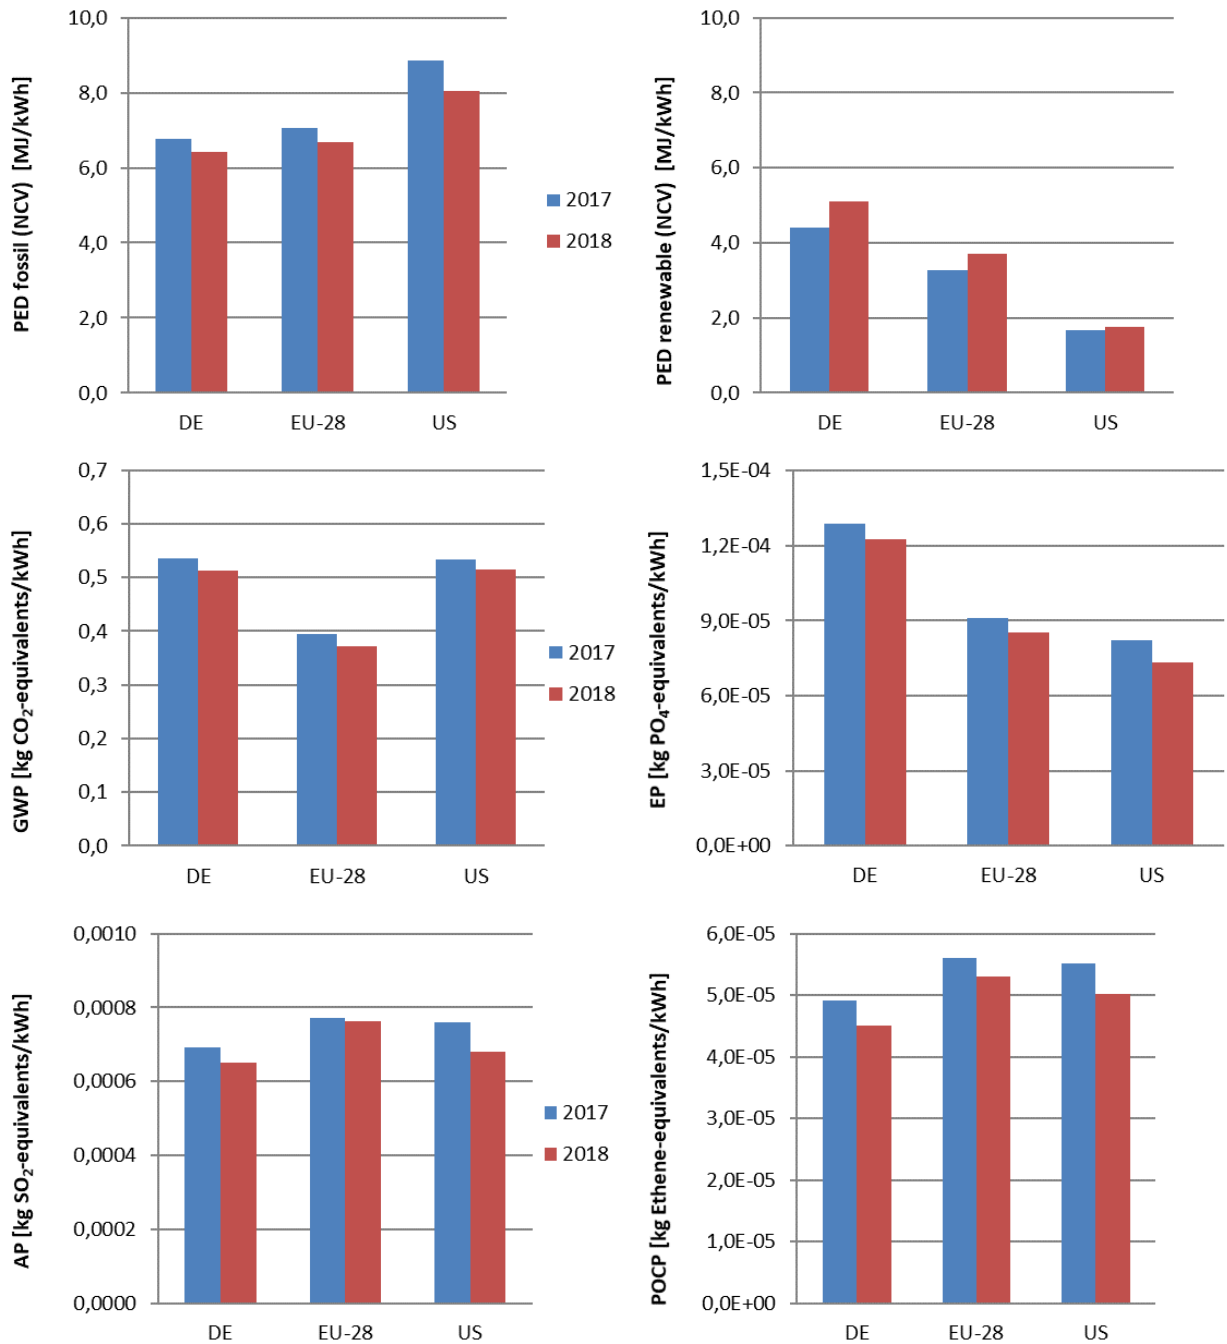 PED fossil (NCV) [MJ/kWh]
10,0
8,0
6,0
4,0
2,0
0,0
DE
EU-28
US
2017
2018
PED renewable (NCV) [MJ/kWh]
10,0
8,0
6,0
4,0
2,0
0,0
DE
EU-28
US
GWP [kg CO₂-equivalents/kWh]
0,7
0,6
0,5
0,4
0,3
0,2
0,1
0,0
DE
EU-28
US
2017
2018
EP [kg PO₄-equivalents/kWh]
1,5E-04
1,2E-04
9,0E-05
6,0E-05
3,0E-05
0,0E+00
DE
EU-28
US
AP [kg SO₂-equivalents/kWh]
0,0010
0,0008
0,0006
0,0004
0,0002
0,0000
DE
EU-28
US
2017
2018
POCP [kg Ethene-equivalents/kWh]
6,0E-05
5,0E-05
4,0E-05
3,0E-05
2,0E-05
1,0E-05
0,0E+00
DE
EU-28
US